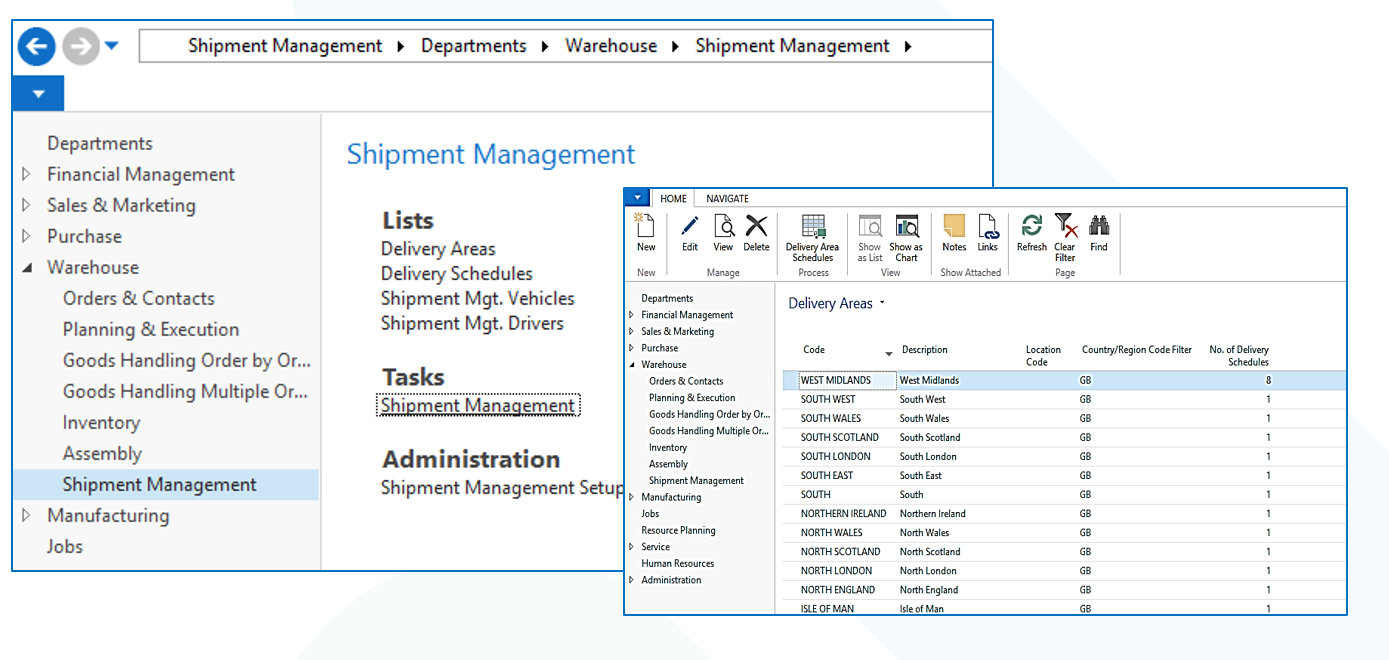 Shipment Management ▶ Departments ▶ Warehouse ▶ Shipment Management ▶
Departments
Financial Management
Sales & Marketing
Purchase
Warehouse
Orders & Contacts
Planning & Execution
Goods Handling Order by Or...
Goods Handling Multiple Or...
Inventory
Assembly
Shipment Management
Manufacturing
Jobs
Shipment Management
Lists
Delivery Areas
Delivery Schedules
Shipment Mgt. Vehicles
Shipment Mgt. Drivers
Tasks
Shipment Management
Administration
Shipment Management Setup
HOME NAVIGATE
New Edit View Delete Delivery Area Schedules Show as List Show as Chart Notes Links Refresh Clear Filter Find
New Manage Process View Show Attached Page
Departments
Financial Management
Sales & Marketing
Purchase
Warehouse
Orders & Contacts
Planning & Execution
Goods Handling Order by Or...
Goods Handling Multiple Or...
Inventory
Assembly
Shipment Management
Manufacturing
Jobs
Resource Planning
Service
Human Resources
Administration
Delivery Areas
Code Description Location Code Country/Region Code Filter No. of Delivery Schedules
WEST MIDLANDS West Midlands GB 8
SOUTH WEST South West GB 1
SOUTH WALES South Wales GB 1
SOUTH SCOTLAND South Scotland GB 1
SOUTH LONDON South London GB 1
SOUTH EAST South East GB 1
SOUTH South GB 1
NORTHERN IRELAND Northern Ireland GB 1
NORTH WALES North Wales GB 1
NORTH SCOTLAND North Scotland GB 1
NORTH LONDON North London GB 1
NORTH ENGLAND North England GB 1
ISLE OF MAN Isle of Man GB 1